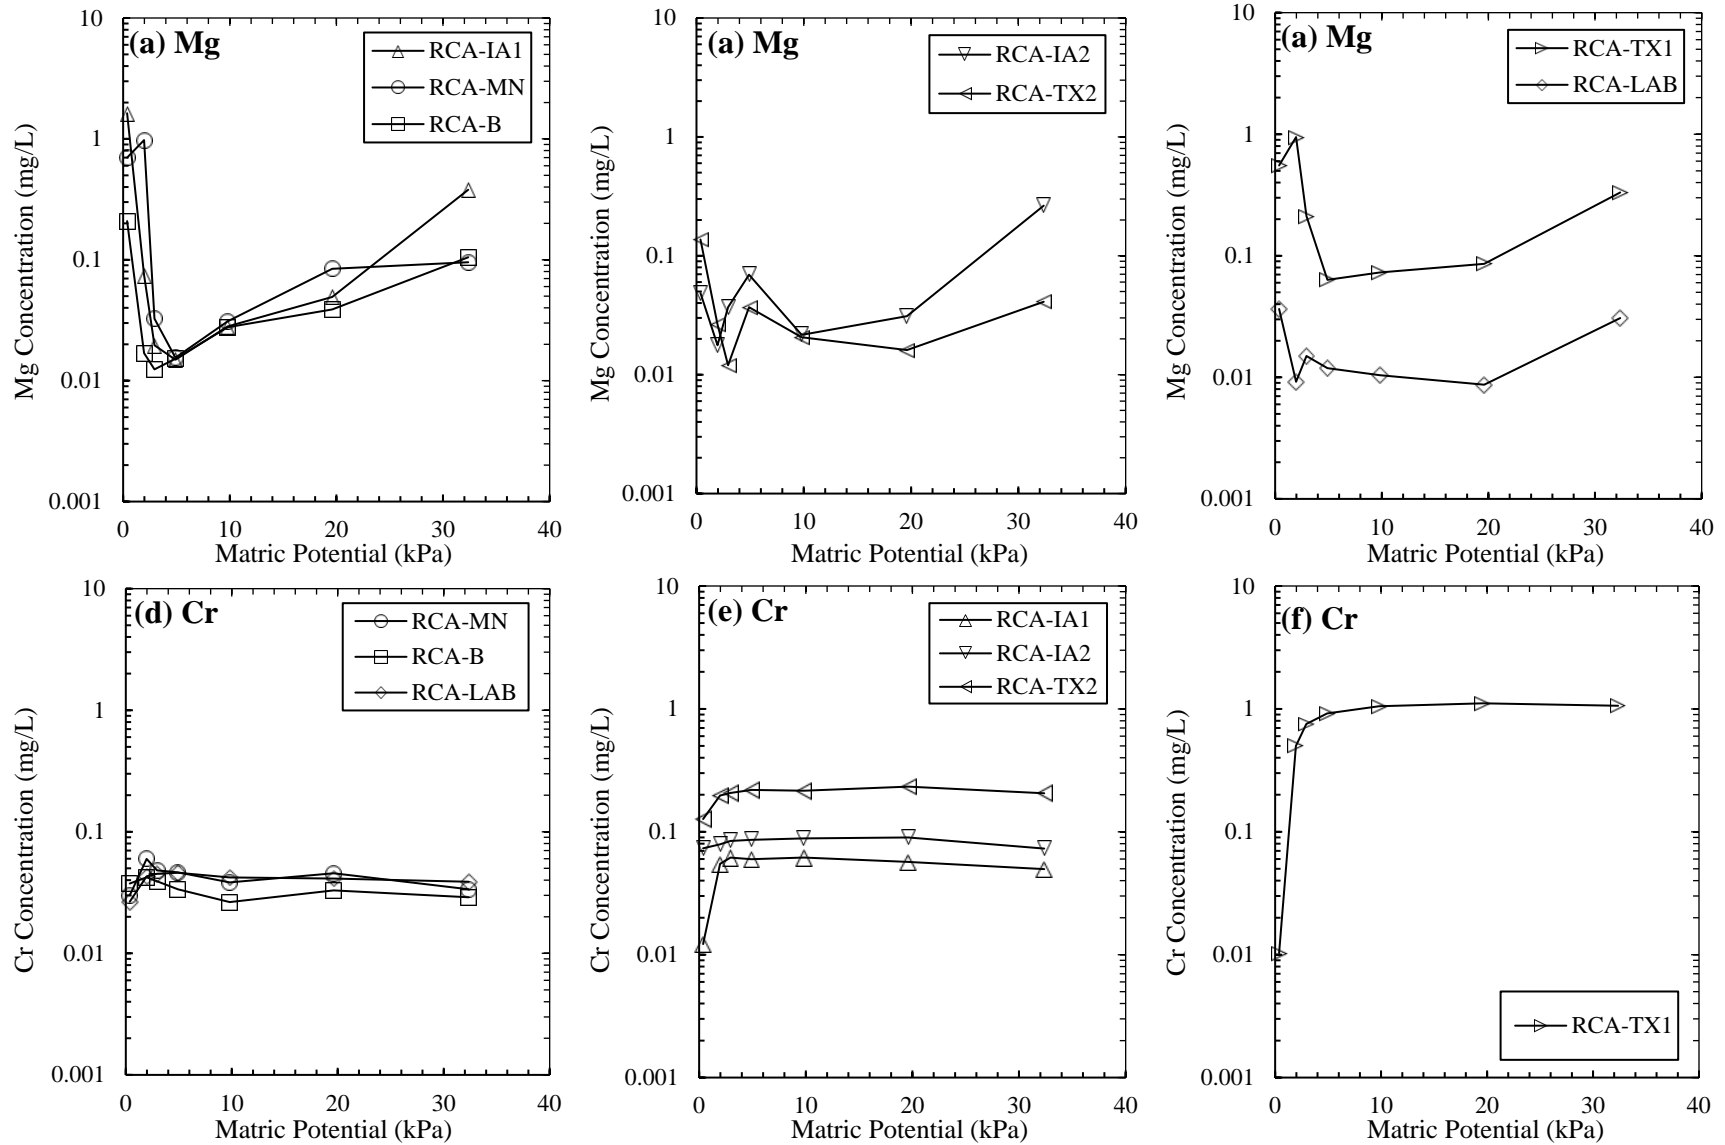 (a) Mg
RCA-IA1
RCA-MN
RCA-B
10
1
0.1
0.01
0.001
Mg Concentration (mg/L)
0 10 20 30 40
Matric Potential (kPa)
(a) Mg
RCA-IA2
RCA-TX2
10
1
0.1
0.01
0.001
Mg Concentration (mg/L)
0 10 20 30 40
Matric Potential (kPa)
(a) Mg
RCA-TX1
RCA-LAB
10
1
0.1
0.01
0.001
Mg Concentration (mg/L)
0 10 20 30 40
Matric Potential (kPa)
(d) Cr
RCA-MN
RCA-B
RCA-LAB
10
1
0.1
0.01
0.001
Cr Concentration (mg/L)
0 10 20 30 40
Matric Potential (kPa)
(e) Cr
RCA-IA1
RCA-IA2
RCA-TX2
10
1
0.1
0.01
0.001
Cr Concentration (mg/L)
0 10 20 30 40
Matric Potential (kPa)
(f) Cr
10
1
0.1
0.01
0.001
Cr Concentration (mg/L)
RCA-TX1
0 10 20 30 40
Matric Potential (kPa)